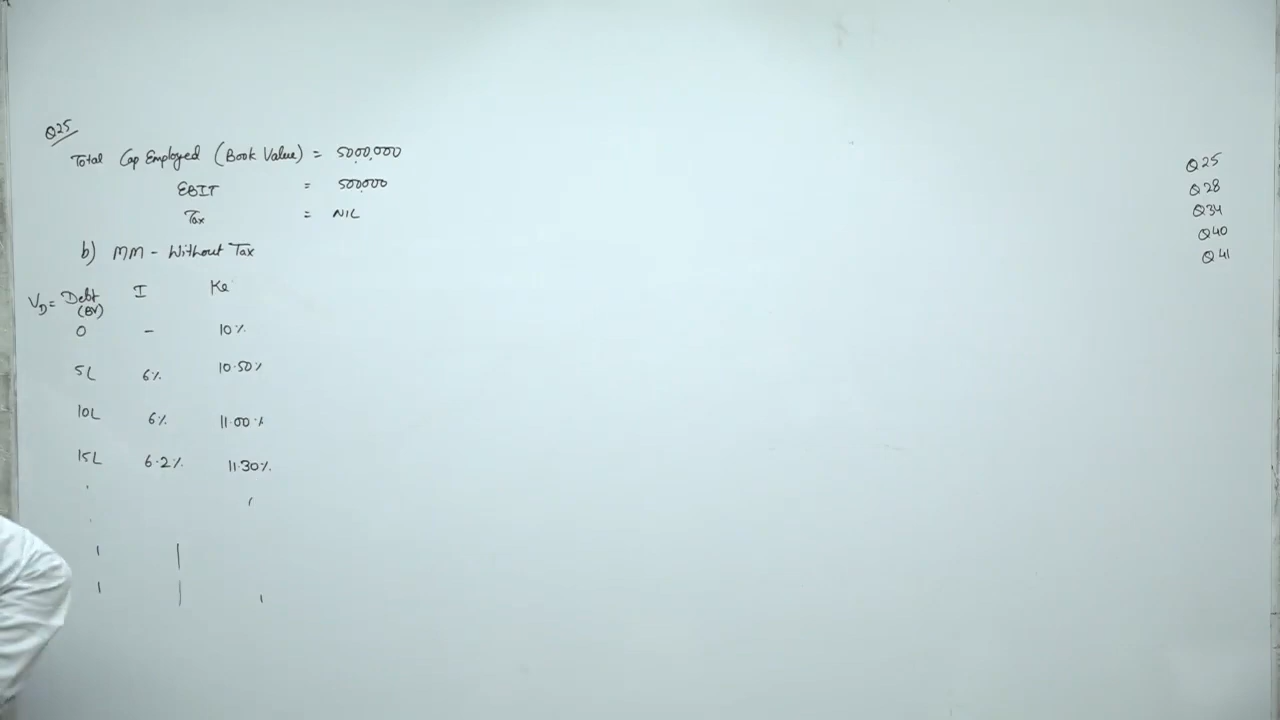 Q25
Total Cap Employed (Book Value) = 5000,000
EBIT = 500000
Tax = NIL
b) MM - Without Tax
VD = Debt (BV) I Ke
0 - 10%
5L 6% 10.50%
10L 6% 11.00%
15L 6.2% 11.30%
Q25
Q28
Q34
Q40
Q41